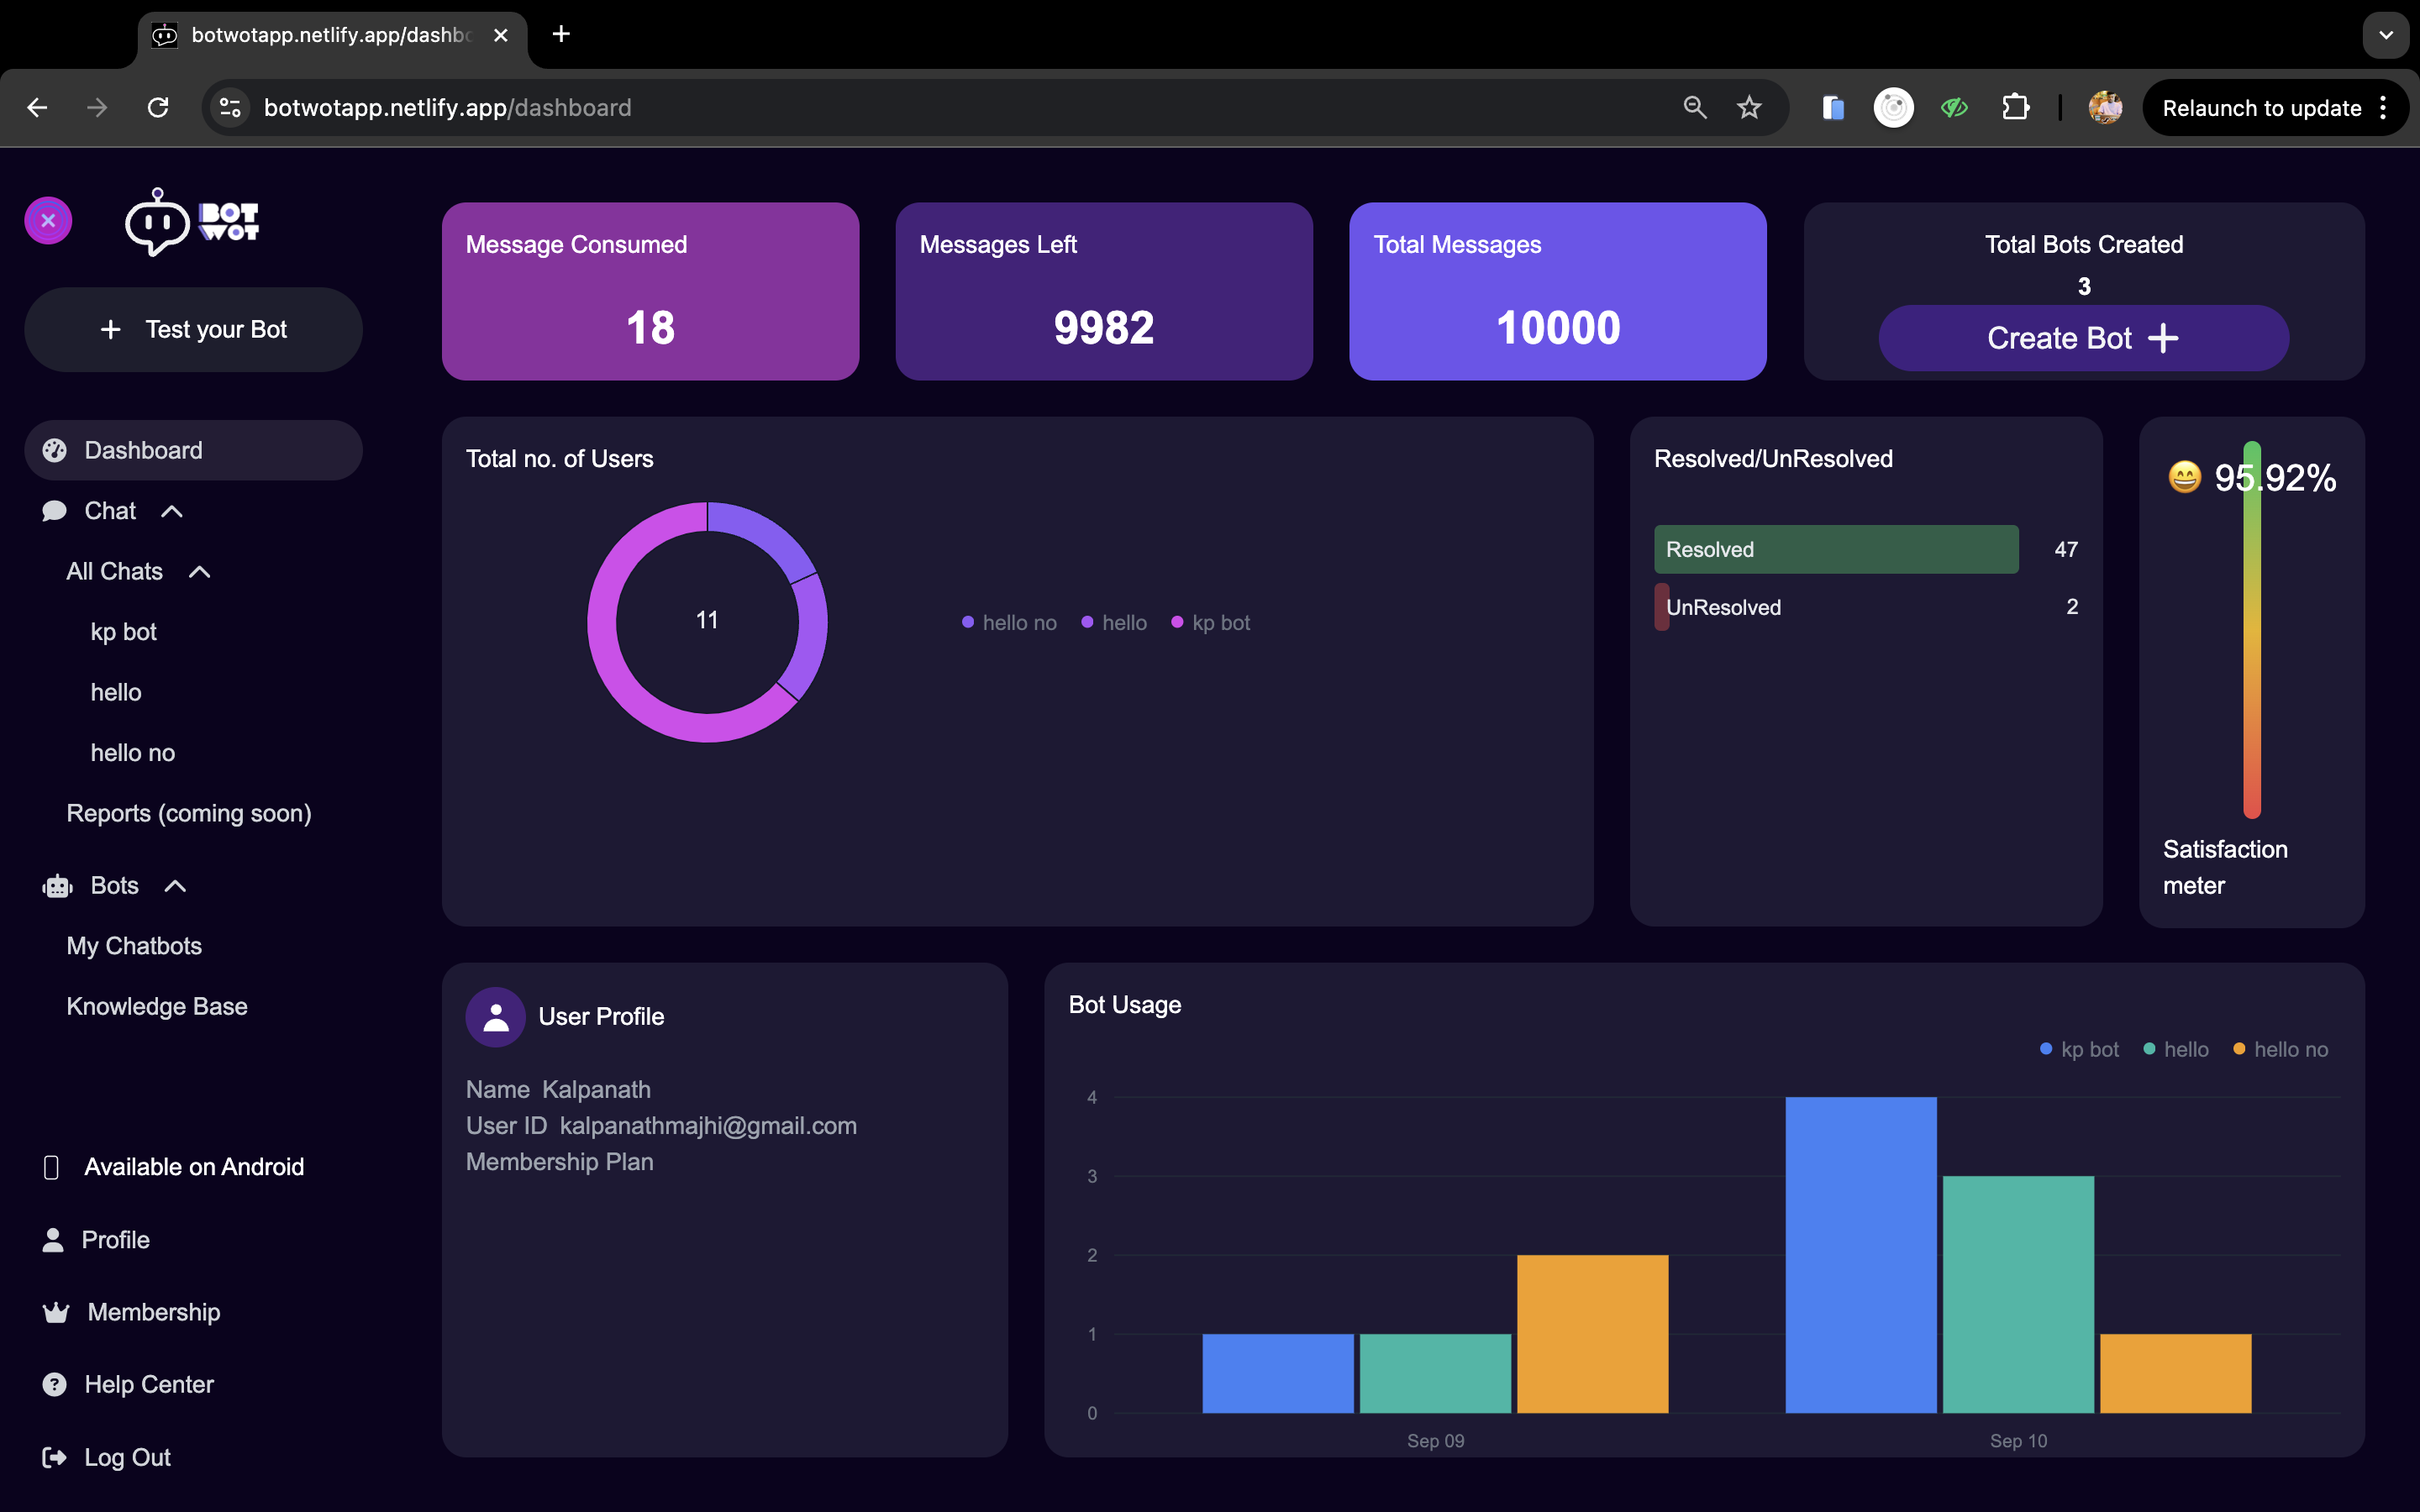 botwotapp.netlify.app/dashbo
botwotapp.netlify.app/dashboard
Relaunch to update
BOT
WOT
Test your Bot
Dashboard
Chat
All Chats
kp bot
hello
hello no
Reports (coming soon)
Bots
My Chatbots
Knowledge Base
Available on Android
Profile
Membership
Help Center
Log Out
Message Consumed
18
Messages Left
9982
Total Messages
10000
Total Bots Created
3
Create Bot
Total no. of Users
11
hello no hello kp bot
Resolved/UnResolved
Resolved 47
UnResolved 2
😄 95.92%
Satisfaction
meter
User Profile
Name Kalpanath
User ID kalpanathmajhi@gmail.com
Membership Plan
Bot Usage
kp bot hello hello no
4
3
2
1
0
Sep 09 Sep 10